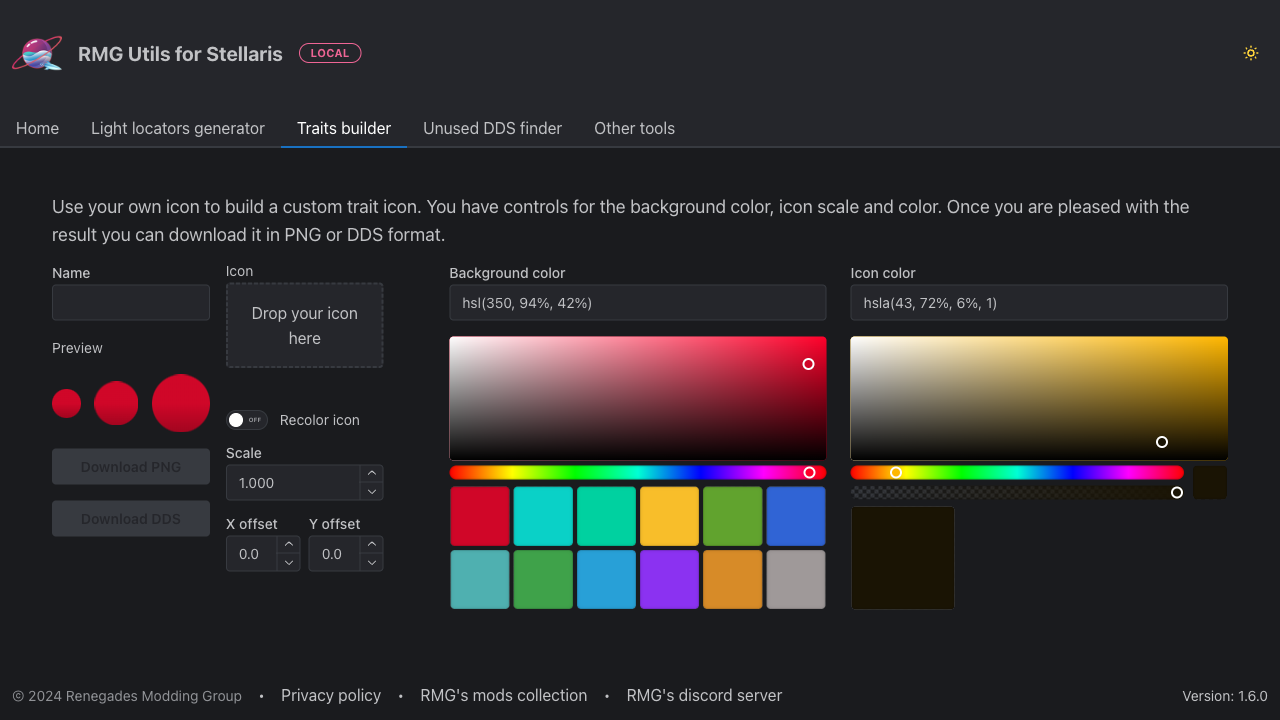 RMG Utils for Stellaris
LOCAL
Home
Light locators generator
Traits builder
Unused DDS finder
Other tools
Use your own icon to build a custom trait icon. You have controls for the background color, icon scale and color. Once you are pleased with the
result you can download it in PNG or DDS format.
Name
Preview
Download PNG
Download DDS
Icon
Drop your icon
here
OFF
Recolor icon
Scale
1.000
X offset
Y offset
0.0
0.0
Background color
hsl(350, 94%, 42%)
Icon color
hsla(43, 72%, 6%, 1)
© 2024 Renegades Modding Group
•
Privacy policy
•
RMG's mods collection
•
RMG's discord server
Version: 1.6.0